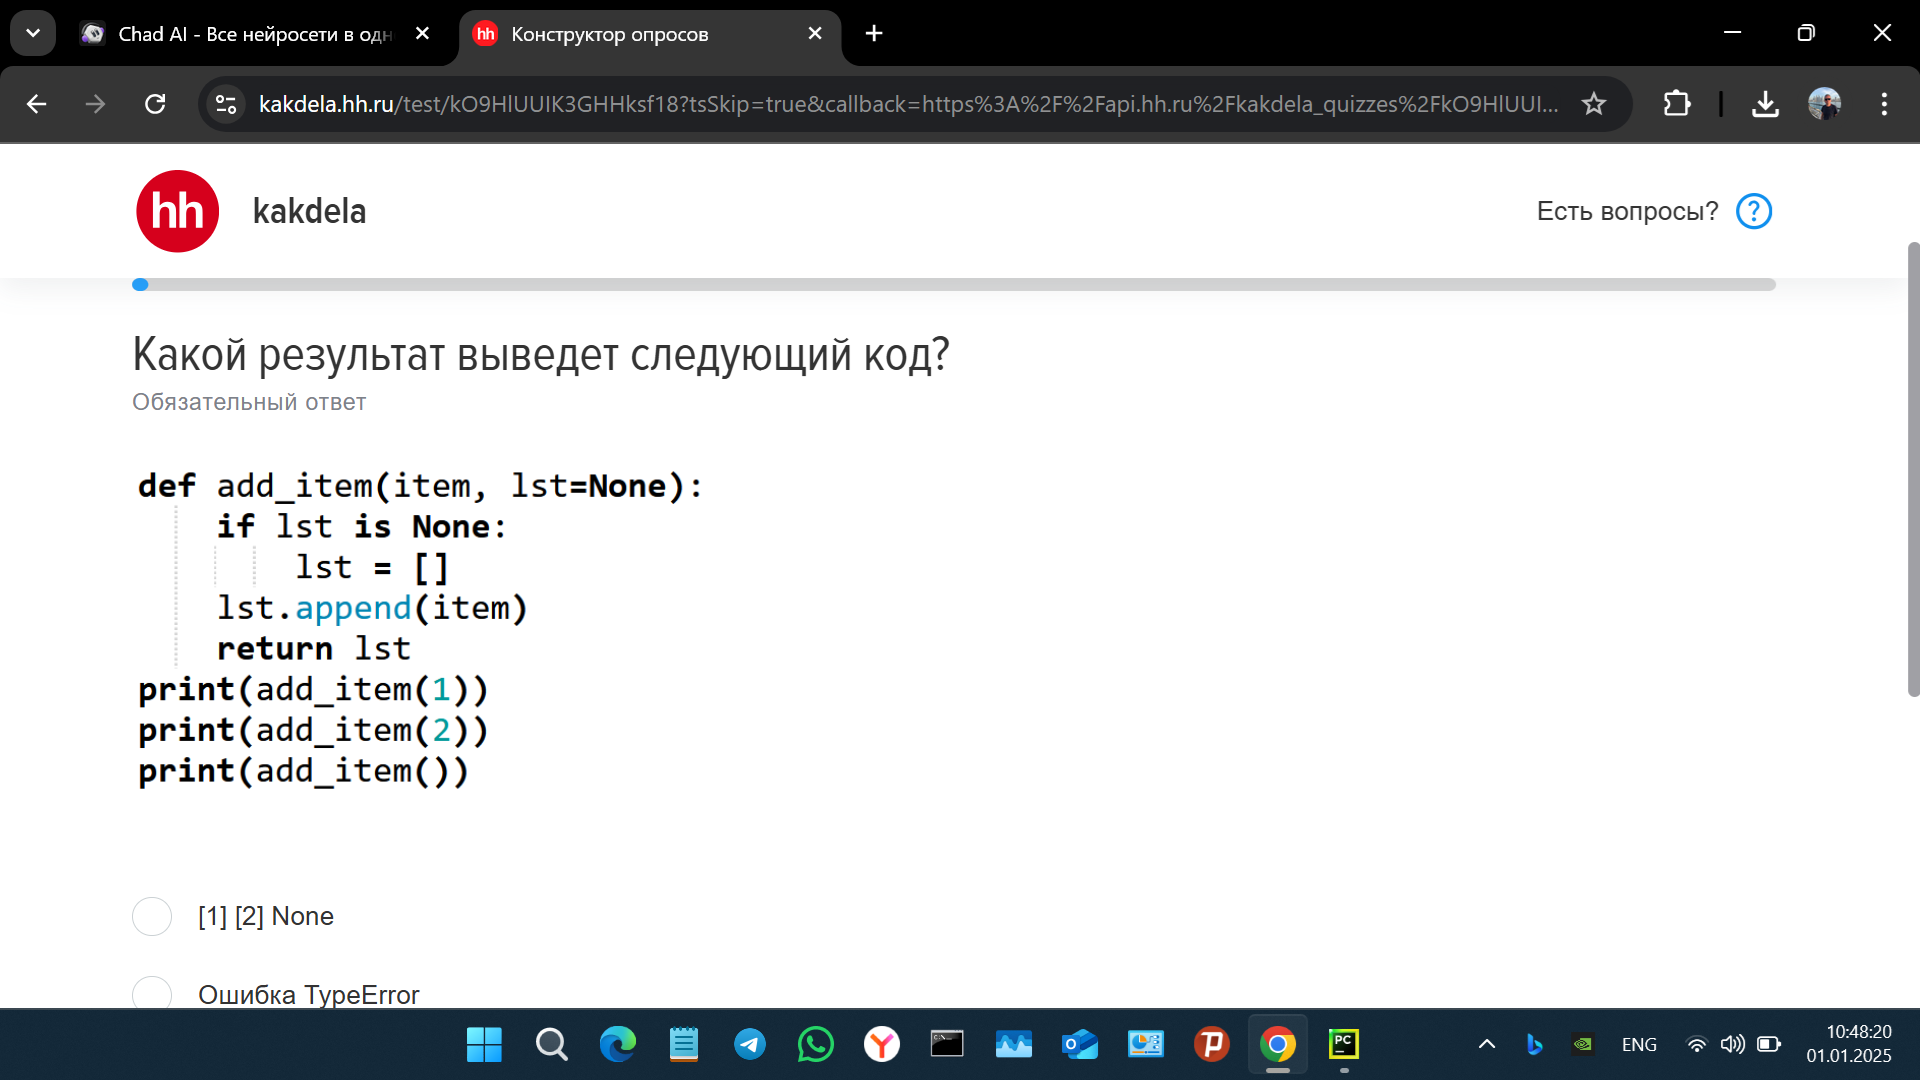 Chad AI - Все нейросети в одн
Конструктор опросов
kakdela.hh.ru/test/kO9HlUUIK3GHHksf18?tsSkip=true&callback=https%3A%2F%2Fapi.hh.ru%2Fkakdela_quizzes%2FkO9HlUUI...
hh kakdela
Есть вопросы? ?
Какой результат выведет следующий код?
Обязательный ответ
def add_item(item, lst=None):
if lst is None:
lst = []
lst.append(item)
return lst
print(add_item(1))
print(add_item(2))
print(add_item())
[1] [2] None
Ошибка TypeError
ENG
10:48:20
01.01.2025